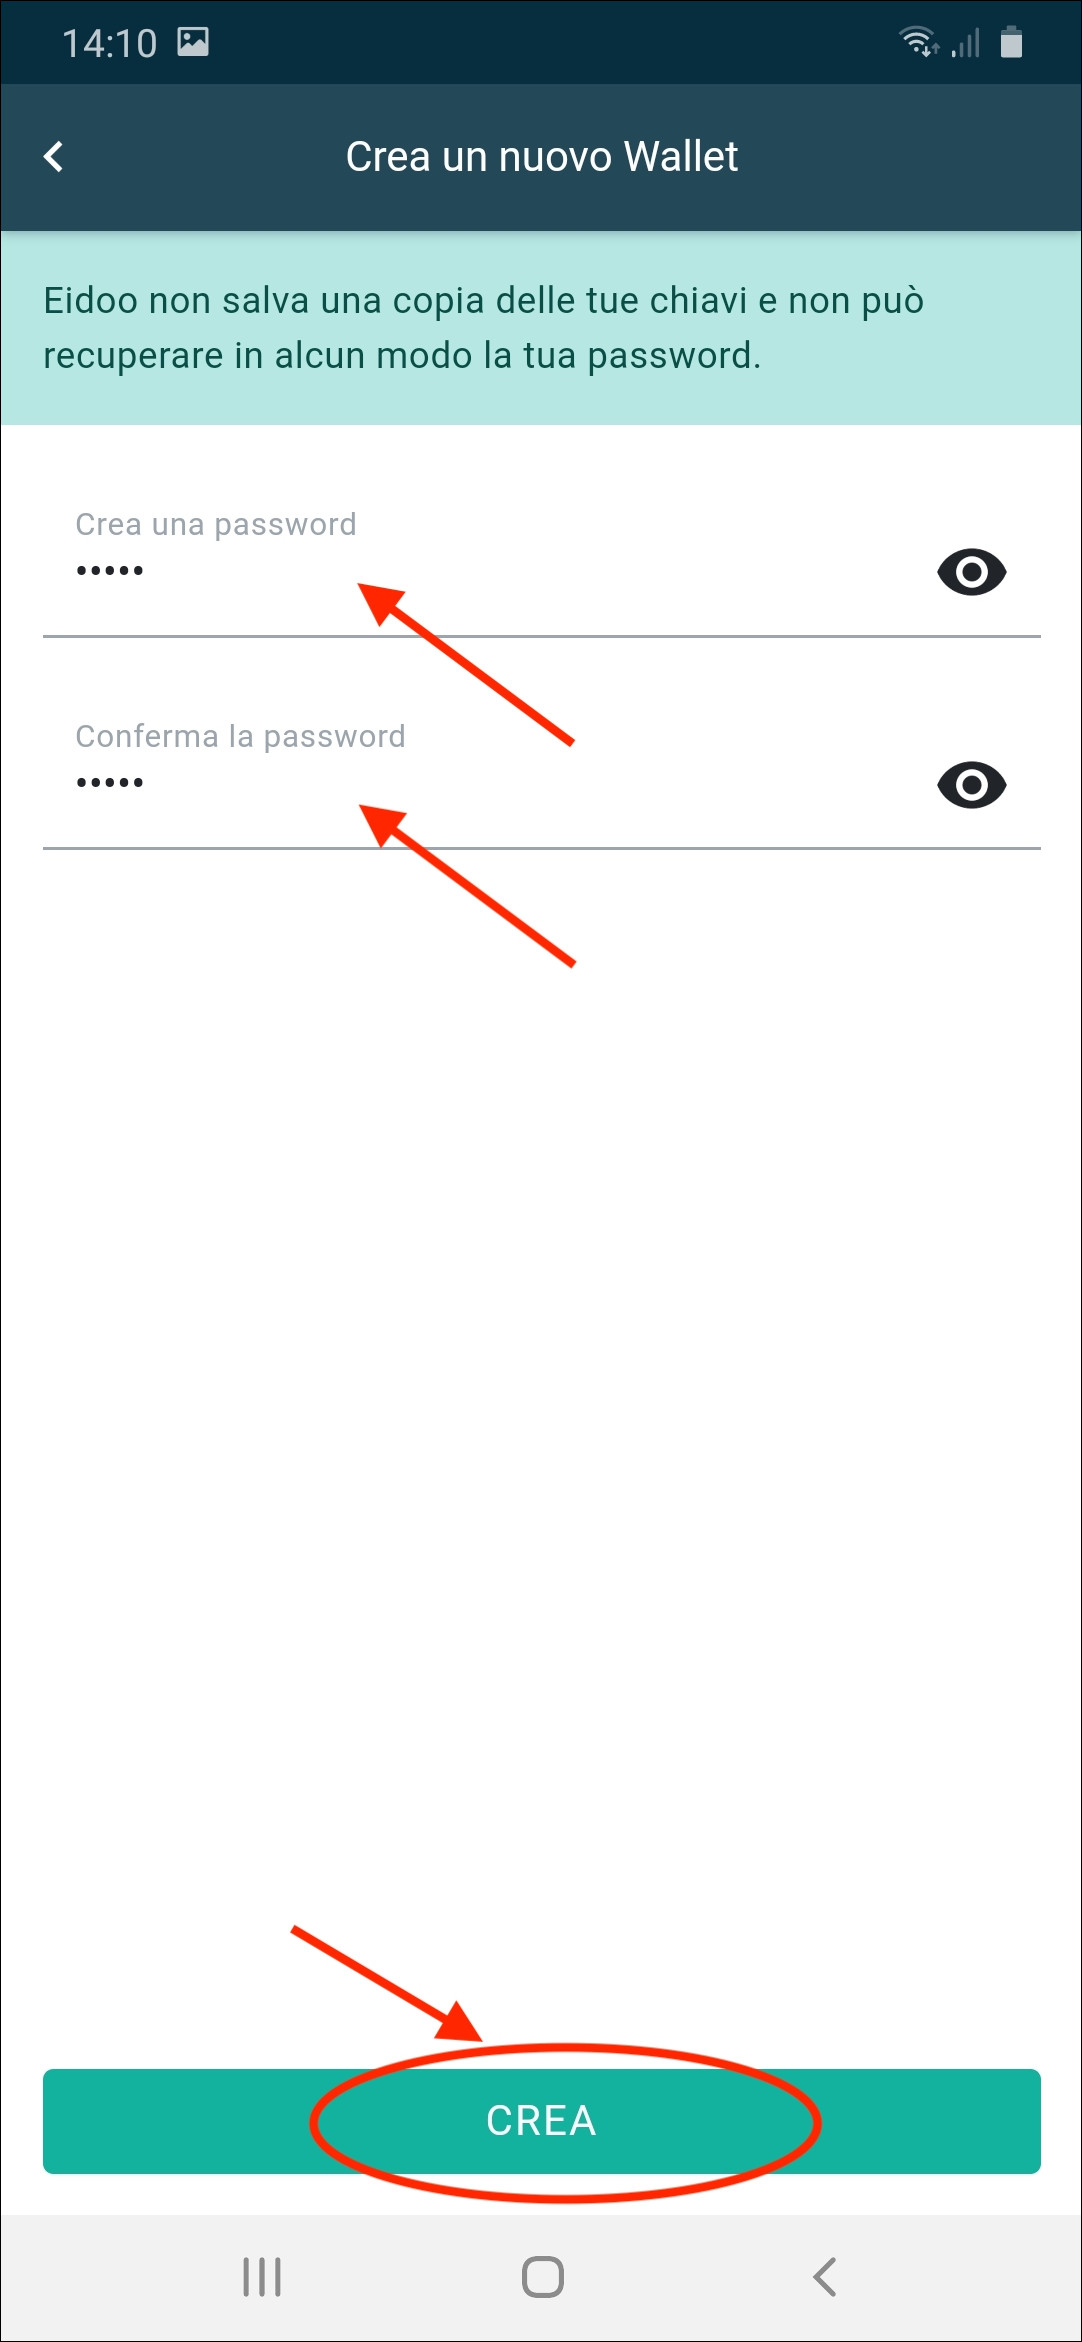 14:10
Crea un nuovo Wallet
Eidoo non salva una copia delle tue chiavi e non può
recuperare in alcun modo la tua password.
Crea una password
•••••
Conferma la password
•••••
CREA